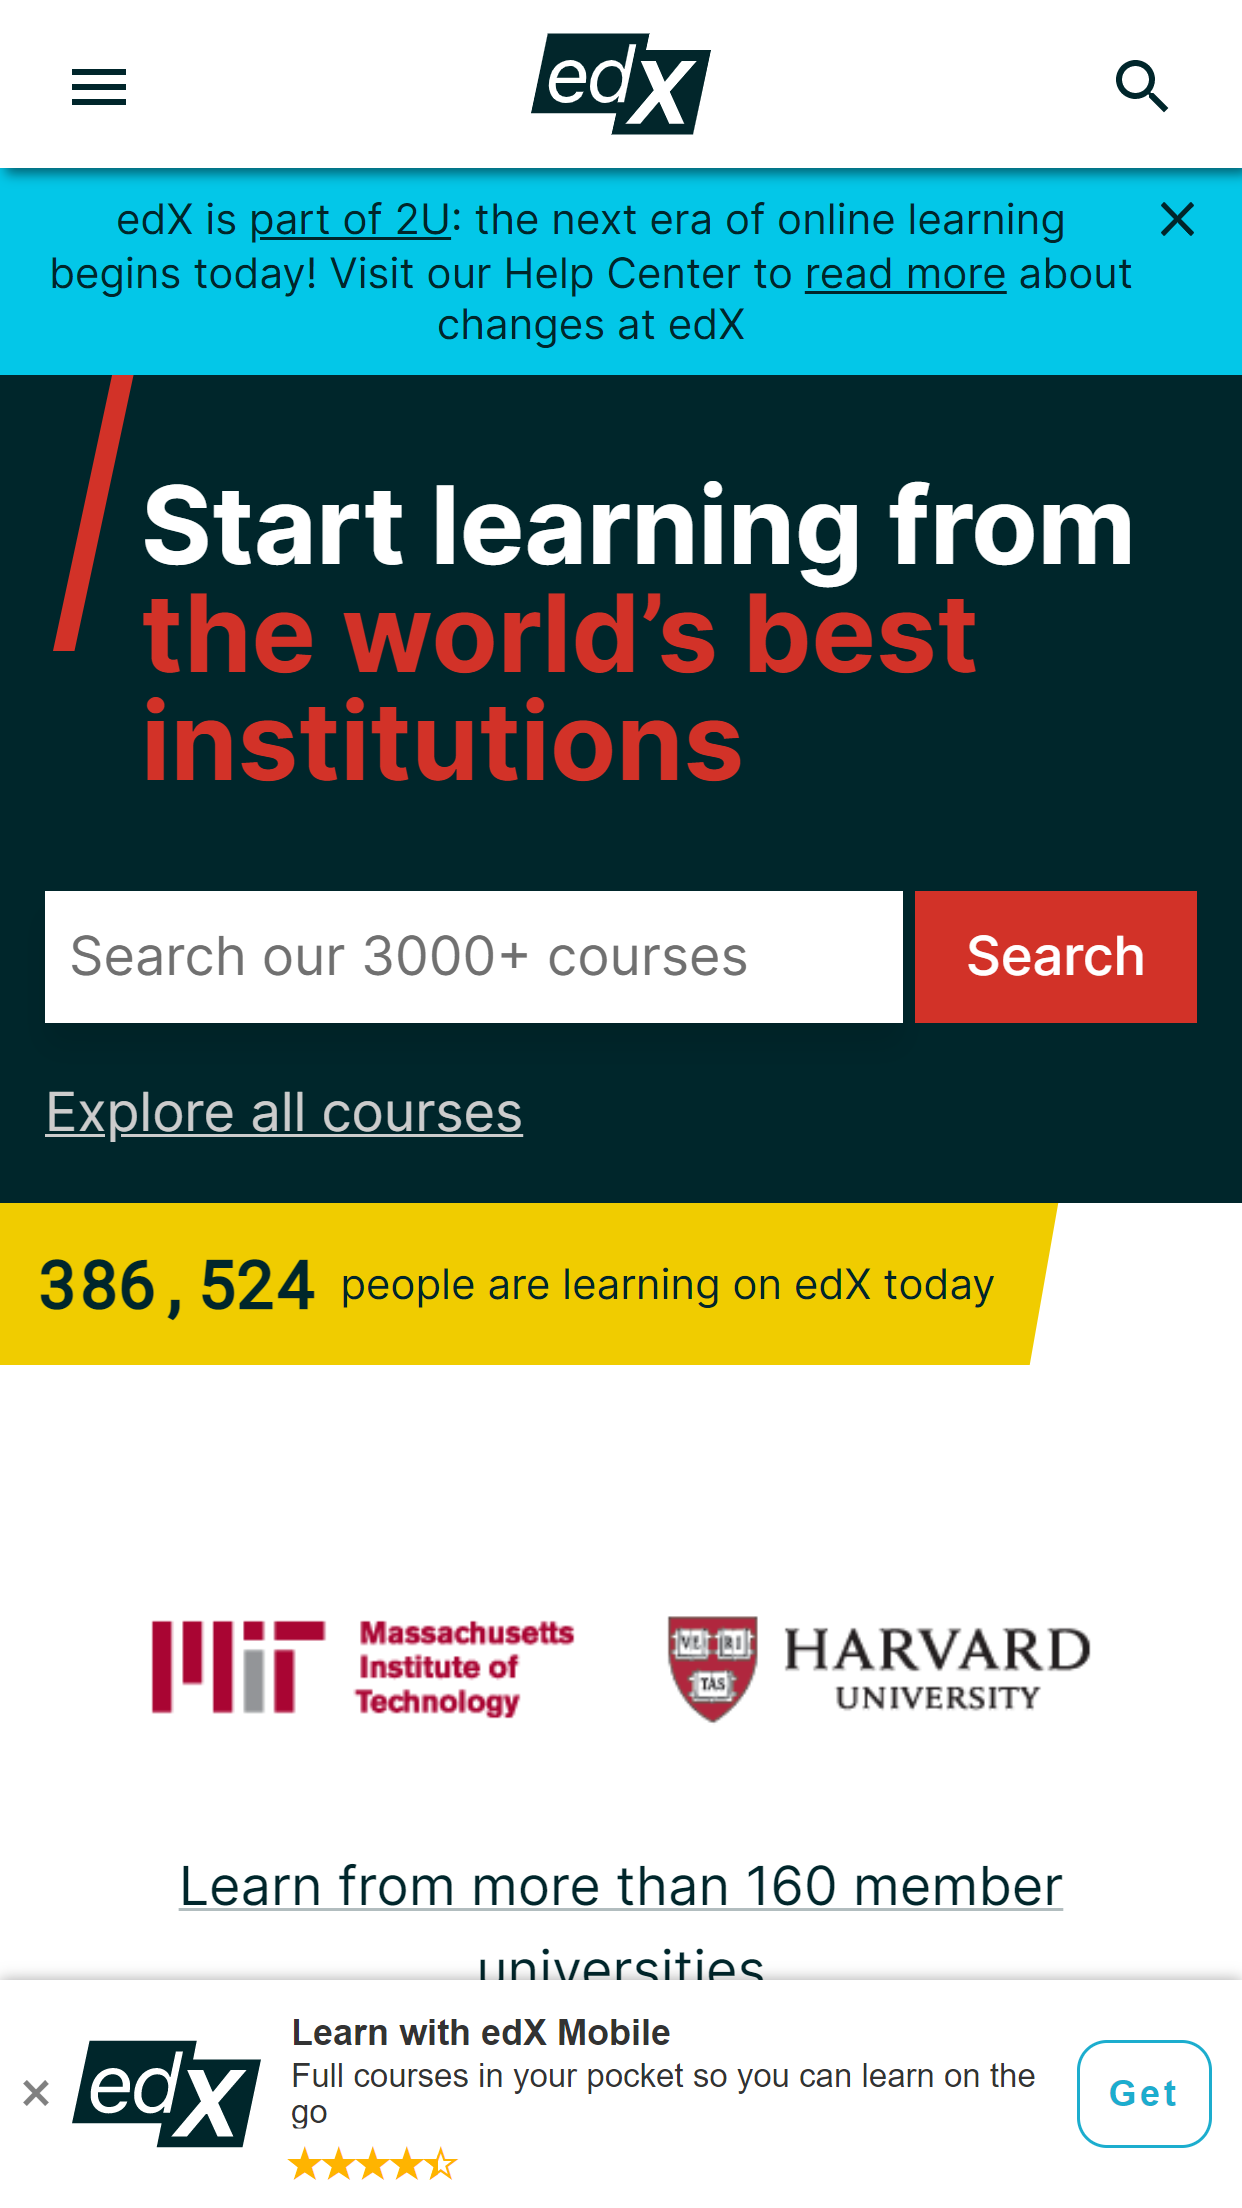 edX
edX is part of 2U: the next era of online learning
begins today! Visit our Help Center to read more about
changes at edX
Start learning from
the world’s best
institutions
Search our 3000+ courses
Search
Explore all courses
386,524 people are learning on edX today
Massachusetts
Institute of
Technology
VE RI
TAS
HARVARD
UNIVERSITY
Learn from more than 160 member
universities
edX
Learn with edX Mobile
Full courses in your pocket so you can learn on the
go
Get